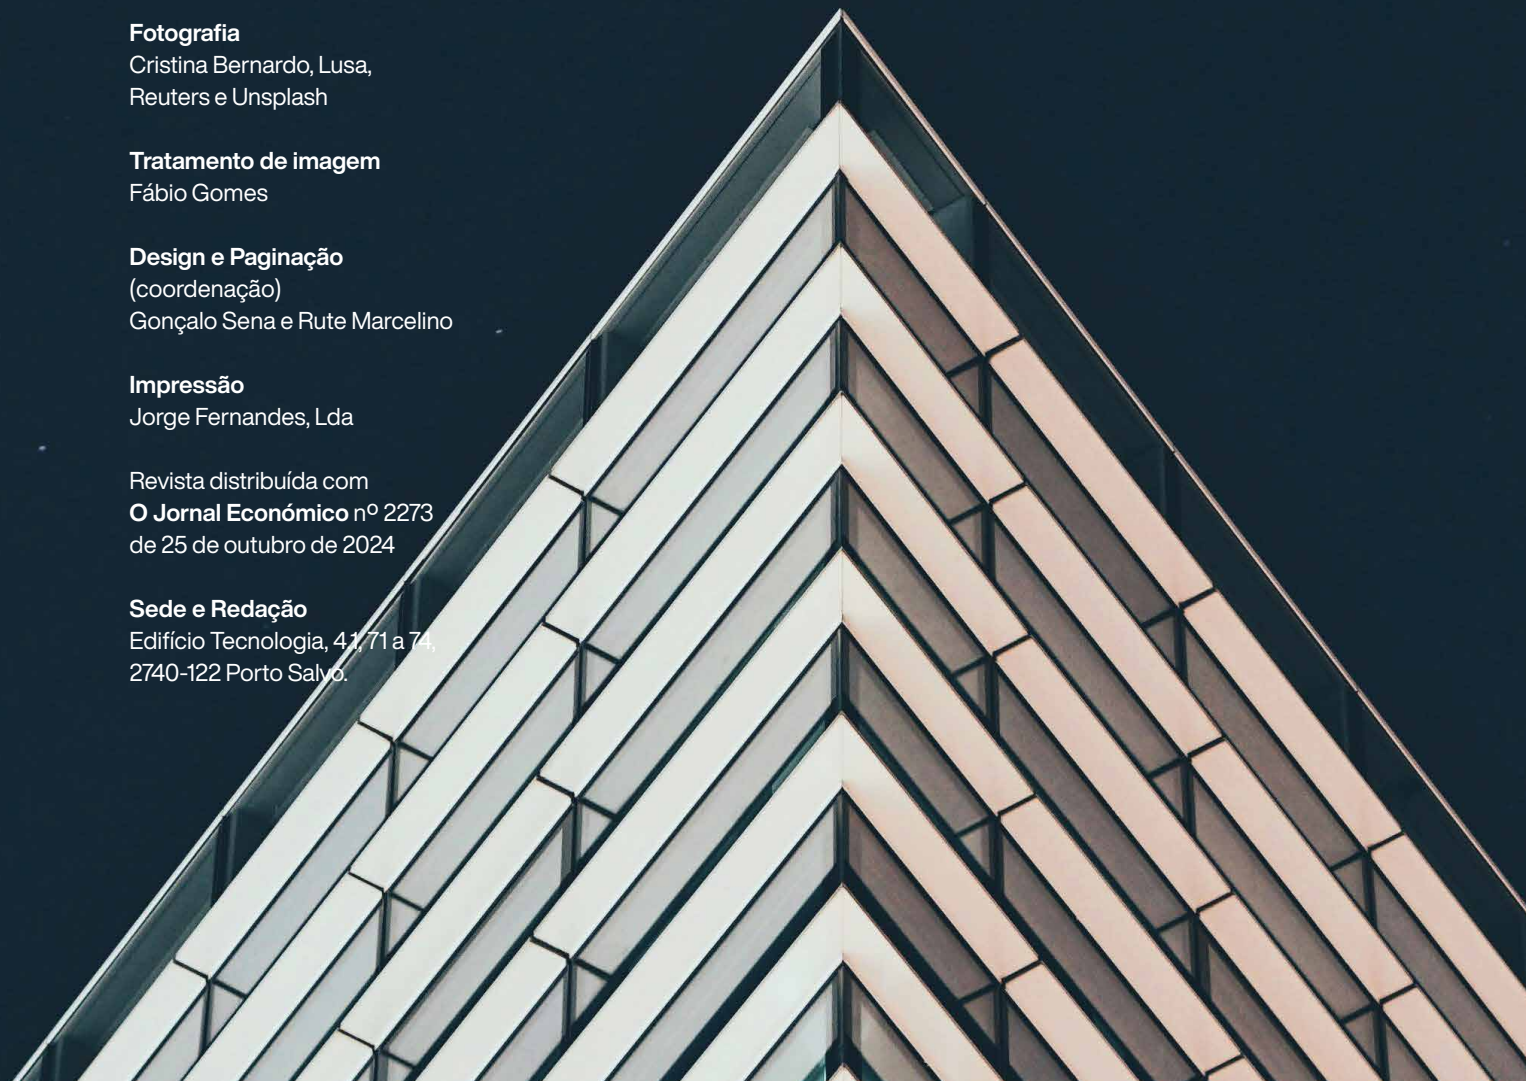 Fotografia
Cristina Bernardo, Lusa,
Reuters e Unsplash
Tratamento de imagem
Fábio Gomes
Design e Paginação
(coordenação)
Gonçalo Sena e Rute Marcelino
Impressão
Jorge Fernandes, Lda
Revista distribuída com
O Jornal Económico nº 2273
de 25 de outubro de 2024
Sede e Redação
Edifício Tecnologia, 4.1, 71 a 74,
2740-122 Porto Salvo.